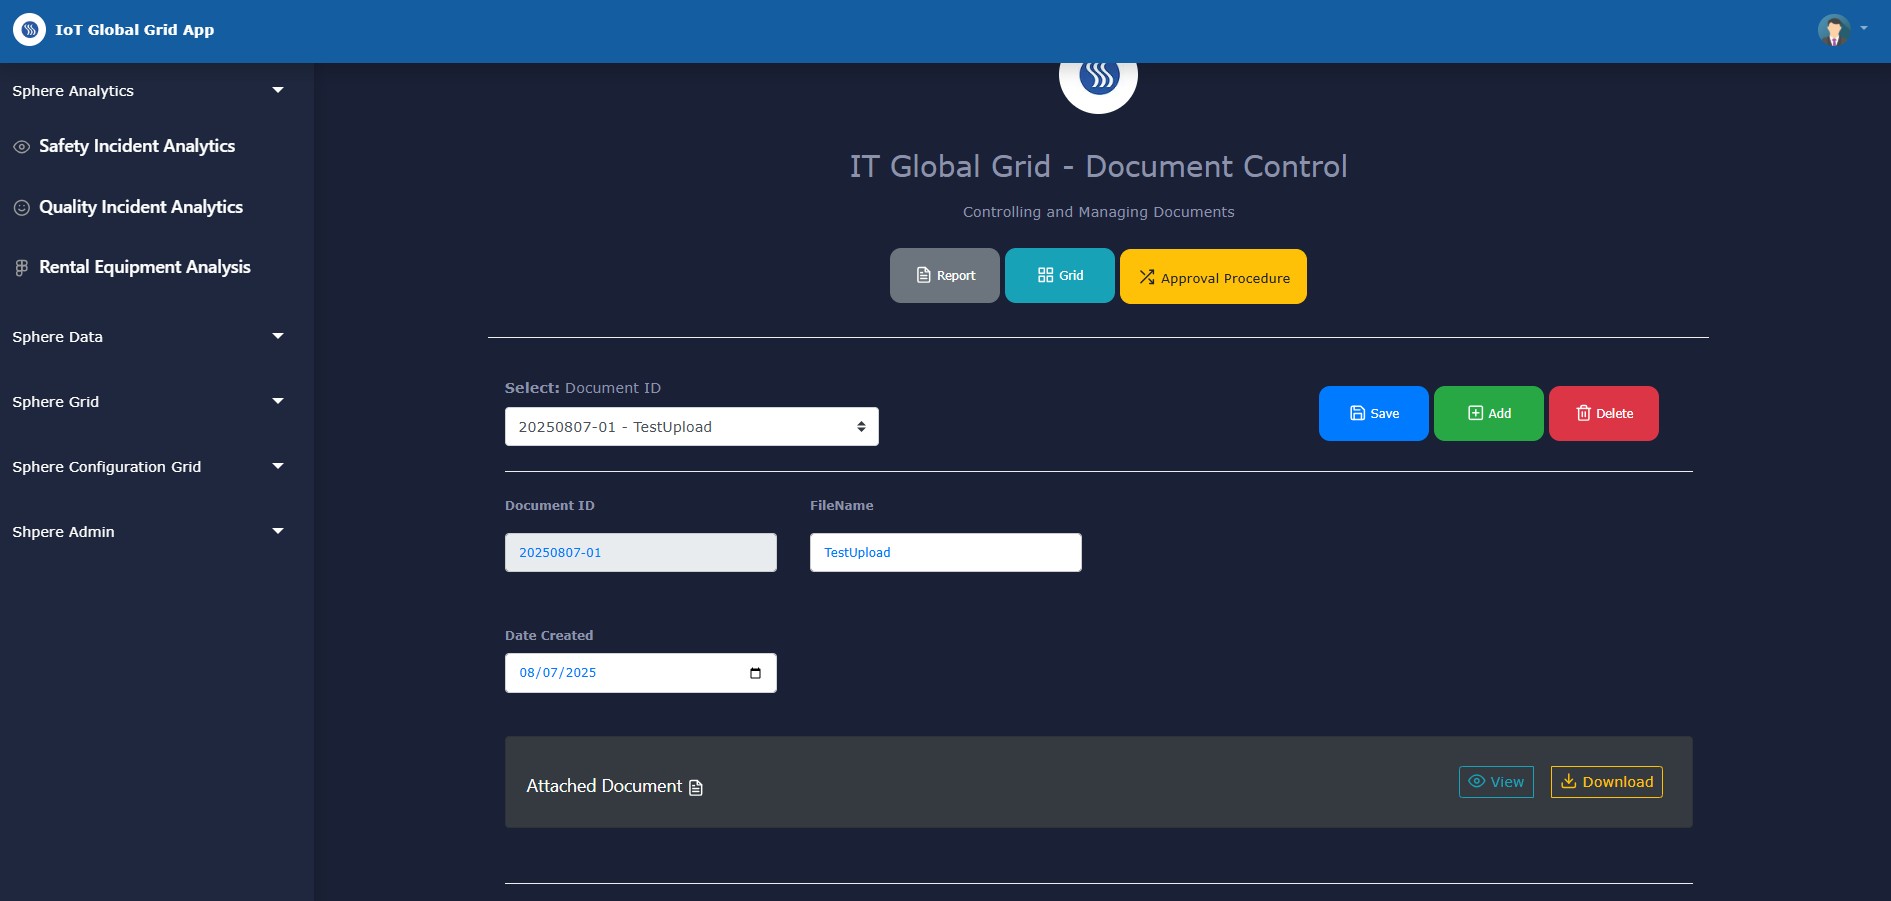 IoT Global Grid App
Sphere Analytics
Safety Incident Analytics
Quality Incident Analytics
Rental Equipment Analysis
Sphere Data
Sphere Grid
Sphere Configuration Grid
Shpere Admin
IT Global Grid - Document Control
Controlling and Managing Documents
Report
Grid
Approval Procedure
Select: Document ID
20250807-01 - TestUpload
Save
Add
Delete
Document ID
FileName
20250807-01
TestUpload
Date Created
08/07/2025
Attached Document
View
Download